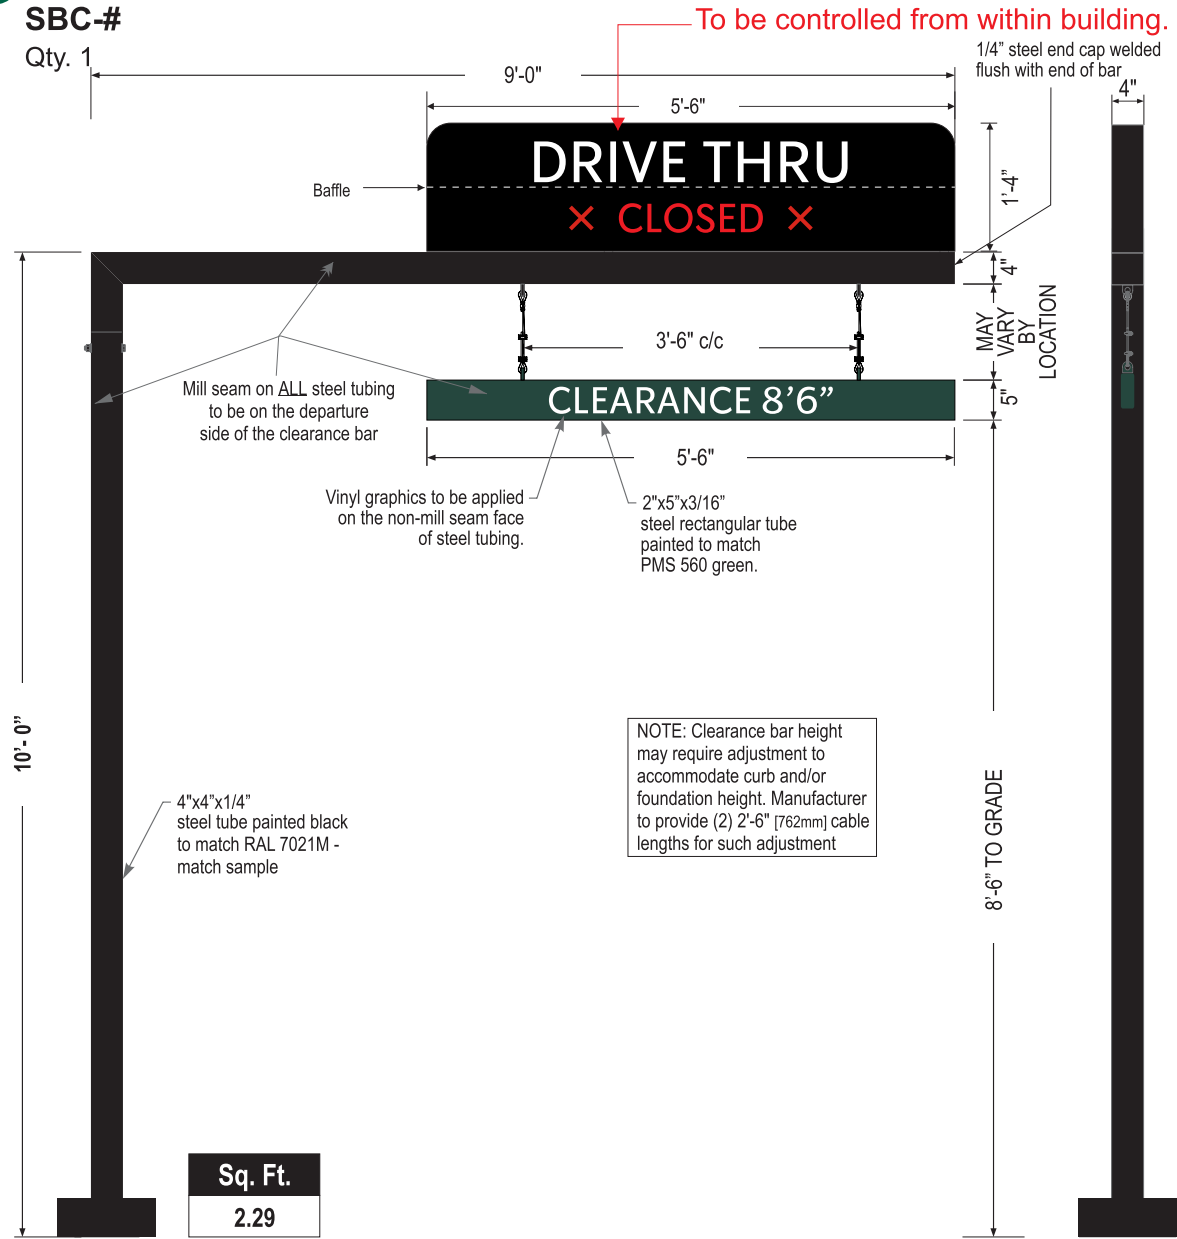 SBC-#
Qty. 1
To be controlled from within building.
1/4” steel end cap welded
flush with end of bar
9'-0"
5'-6"
4"
DRIVE THRU
✕ CLOSED ✕
Baffle
1’-4”
4"
MAY
VARY
BY
LOCATION
3'-6" c/c
CLEARANCE 8’6”
5"
5'-6"
Mill seam on ALL steel tubing
to be on the departure
side of the clearance bar
Vinyl graphics to be applied
on the non-mill seam face
of steel tubing.
2"x5”x3/16”
steel rectangular tube
painted to match
PMS 560 green.
10’- 0”
4"x4”x1/4”
steel tube painted black
to match RAL 7021M -
match sample
NOTE: Clearance bar height
may require adjustment to
accommodate curb and/or
foundation height. Manufacturer
to provide (2) 2'-6" [762mm] cable
lengths for such adjustment
8’-6” TO GRADE
Sq. Ft.
2.29